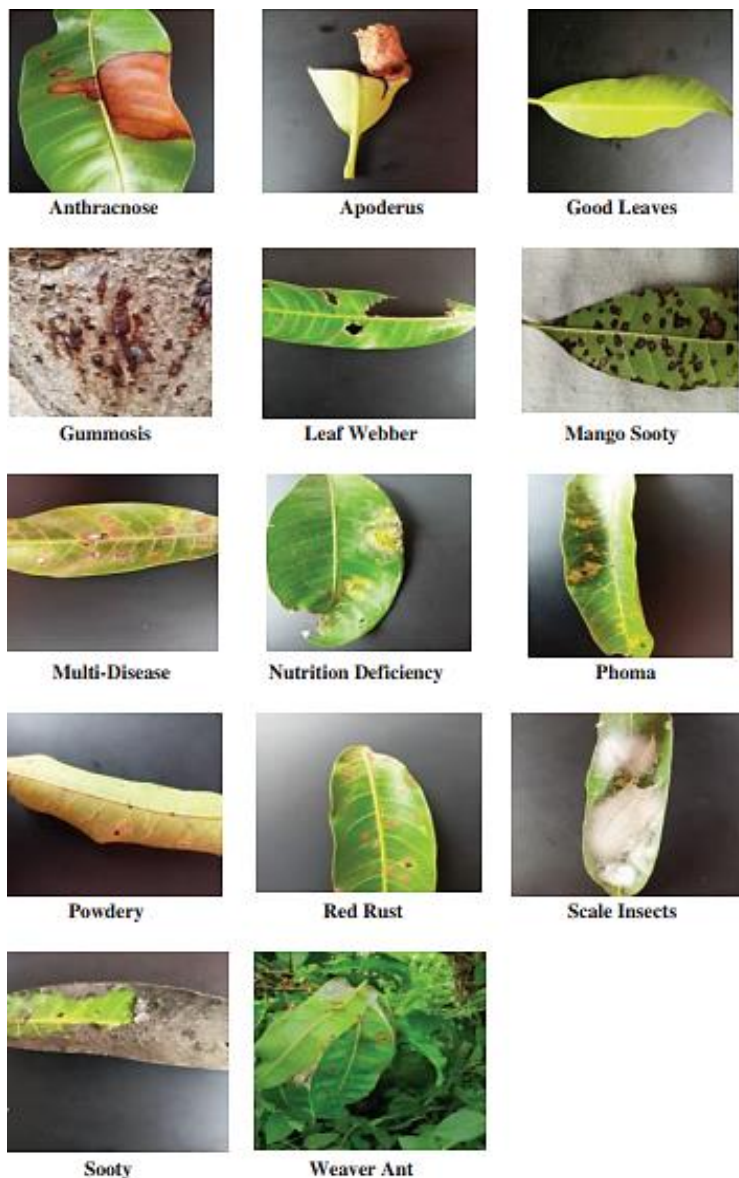 Anthracnose
Apoderus
Good Leaves
Gummosis
Leaf Webber
Mango Sooty
Multi-Disease
Nutrition Deficiency
Phoma
Powdery
Red Rust
Scale Insects
Sooty
Weaver Ant